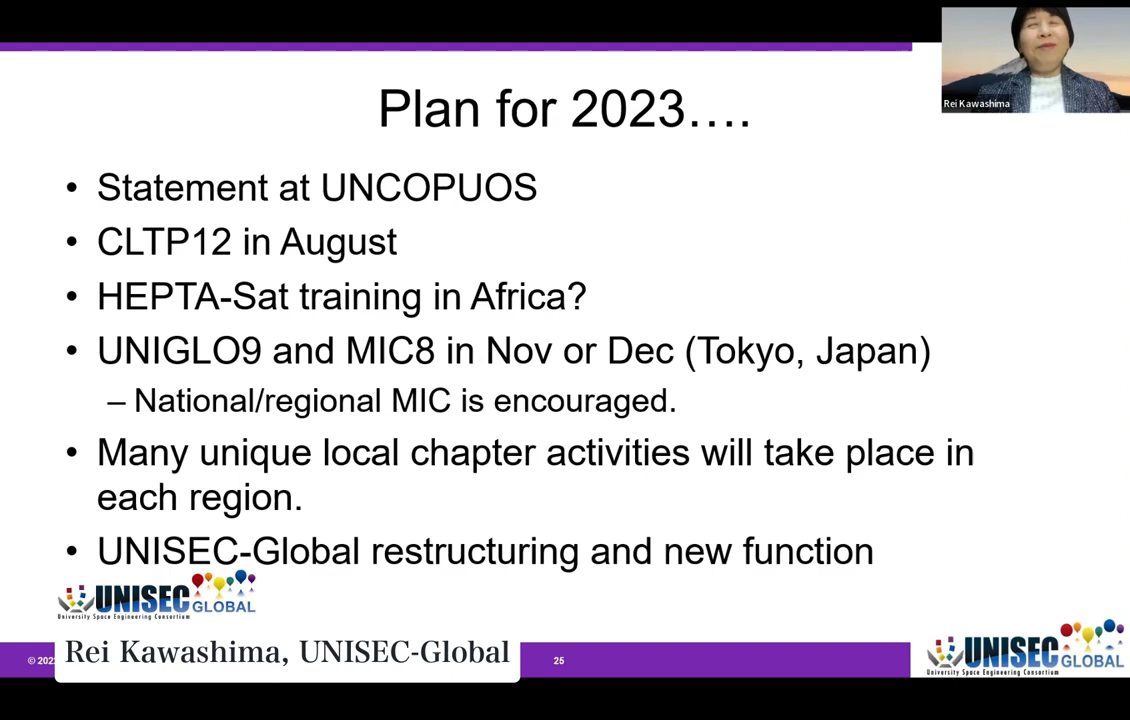 Rei Kawashima
Plan for 2023….
• Statement at UNCOPUOS
• CLTP12 in August
• HEPTA-Sat training in Africa?
• UNIGLO9 and MIC8 in Nov or Dec (Tokyo, Japan)
– National/regional MIC is encouraged.
• Many unique local chapter activities will take place in
each region.
• UNISEC-Global restructuring and new function
UNISEC GLOBAL
University Space Engineering Consortium
Rei Kawashima, UNISEC-Global
25
UNISEC GLOBAL
University Space Engineering Consortium